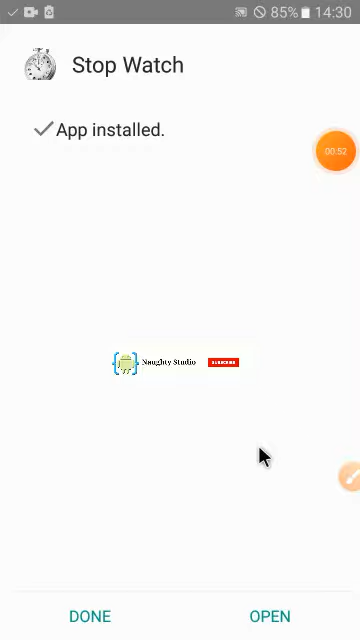 85% 14:30
Stop Watch
App installed.
00:52
Naughty Studio SUBSCRIBE
DONE OPEN